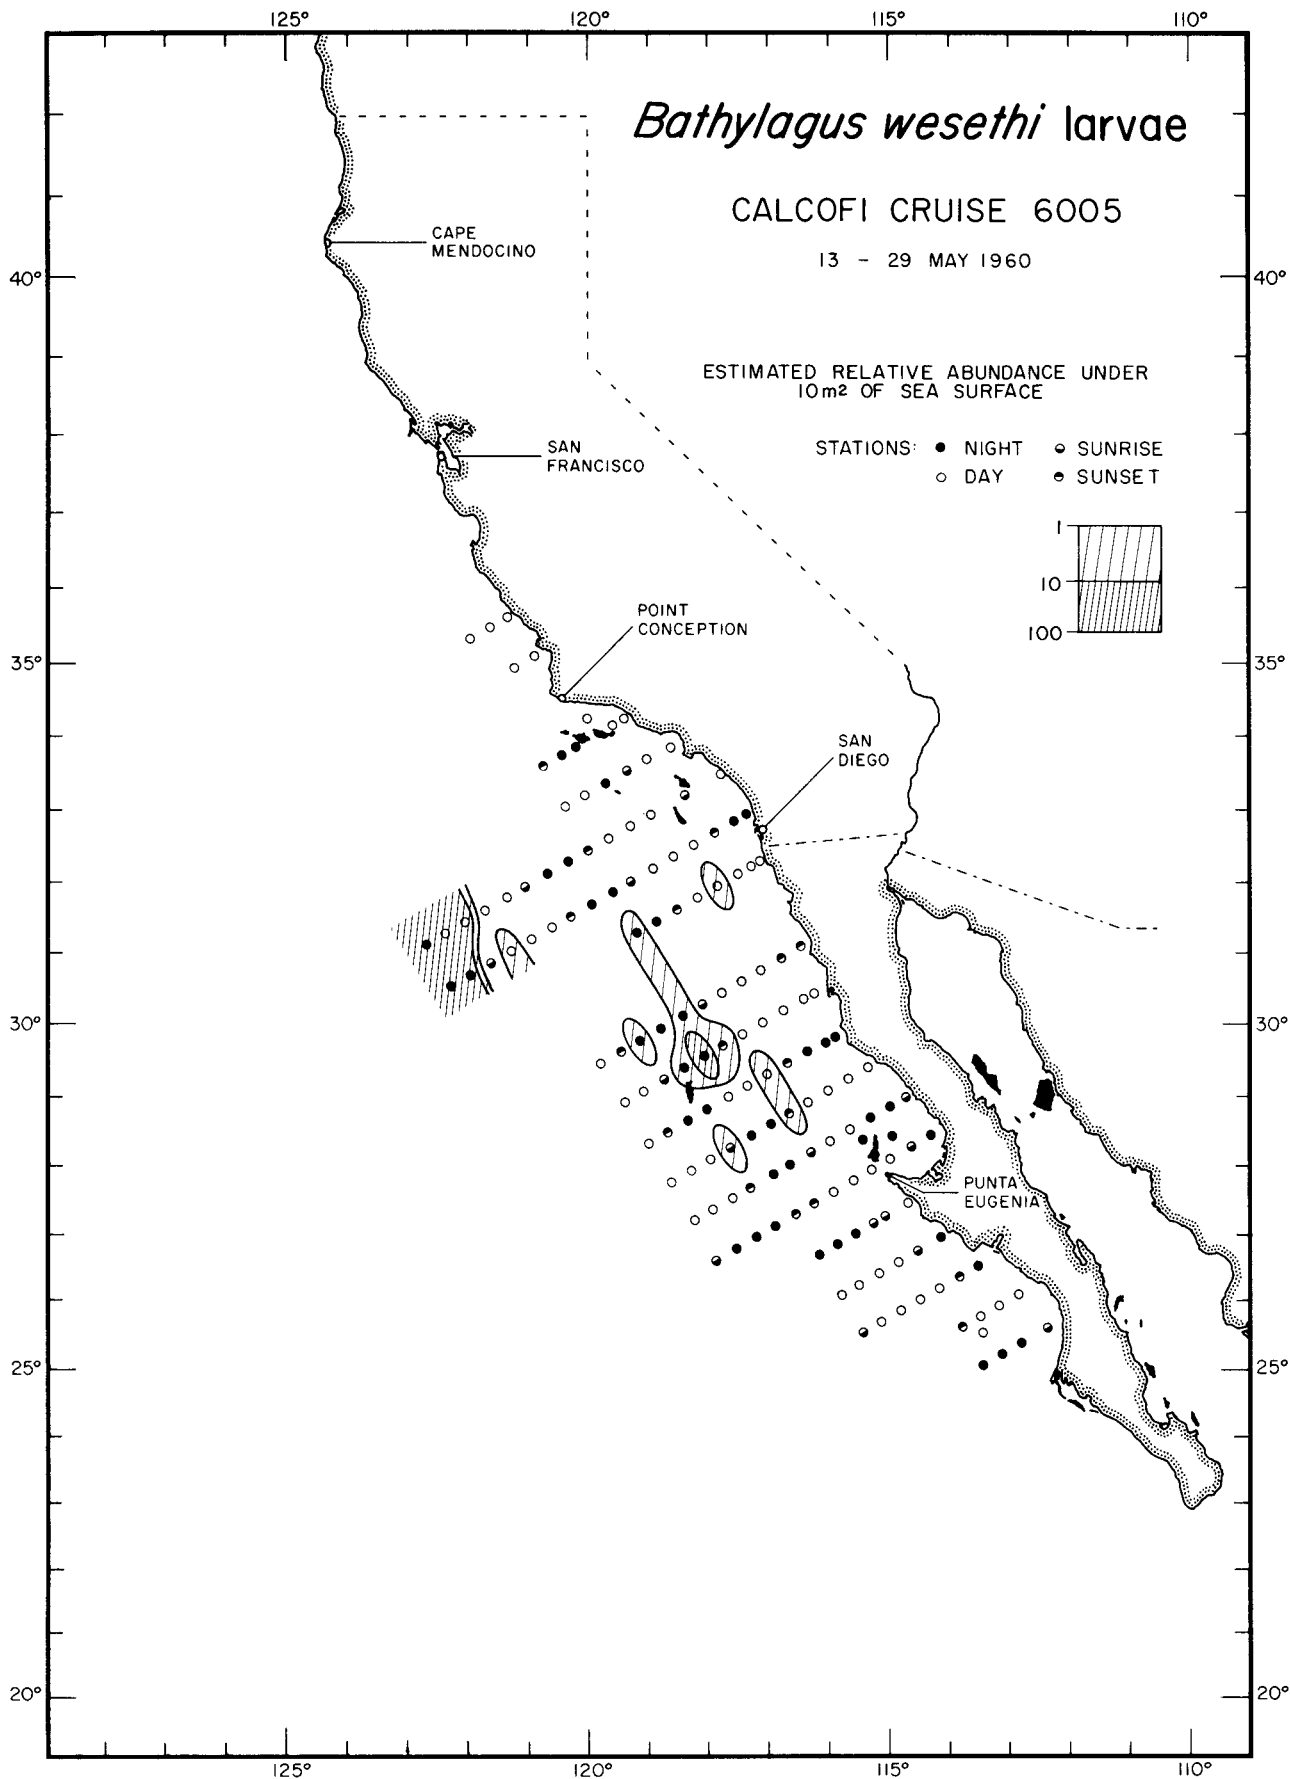 125° 120° 115° 110°
Bathylagus wesethi larvae
CALCOFI CRUISE 6005
13 - 29 MAY 1960
CAPE
MENDOCINO
40° 40°
ESTIMATED RELATIVE ABUNDANCE UNDER
10m2 OF SEA SURFACE
STATIONS: NIGHT SUNRISE
DAY SUNSET
SAN
FRANCISCO
1
10
100
POINT
CONCEPTION
35° 35°
SAN
DIEGO
30° 30°
PUNTA
EUGENIA
25° 25°
20° 20°
125° 120° 115° 110°